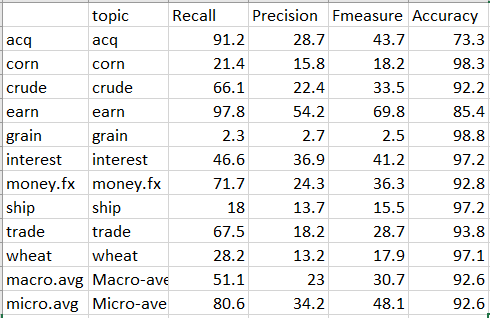 topic Recall Precision Fmeasure Accuracy
acq acq 91.2 28.7 43.7 73.3
corn corn 21.4 15.8 18.2 98.3
crude crude 66.1 22.4 33.5 92.2
earn earn 97.8 54.2 69.8 85.4
grain grain 2.3 2.7 2.5 98.8
interest interest 46.6 36.9 41.2 97.2
money.fx money.fx 71.7 24.3 36.3 92.8
ship ship 18 13.7 15.5 97.2
trade trade 67.5 18.2 28.7 93.8
wheat wheat 28.2 13.2 17.9 97.1
macro.avg Macro-ave 51.1 23 30.7 92.6
micro.avg Micro-ave 80.6 34.2 48.1 92.6